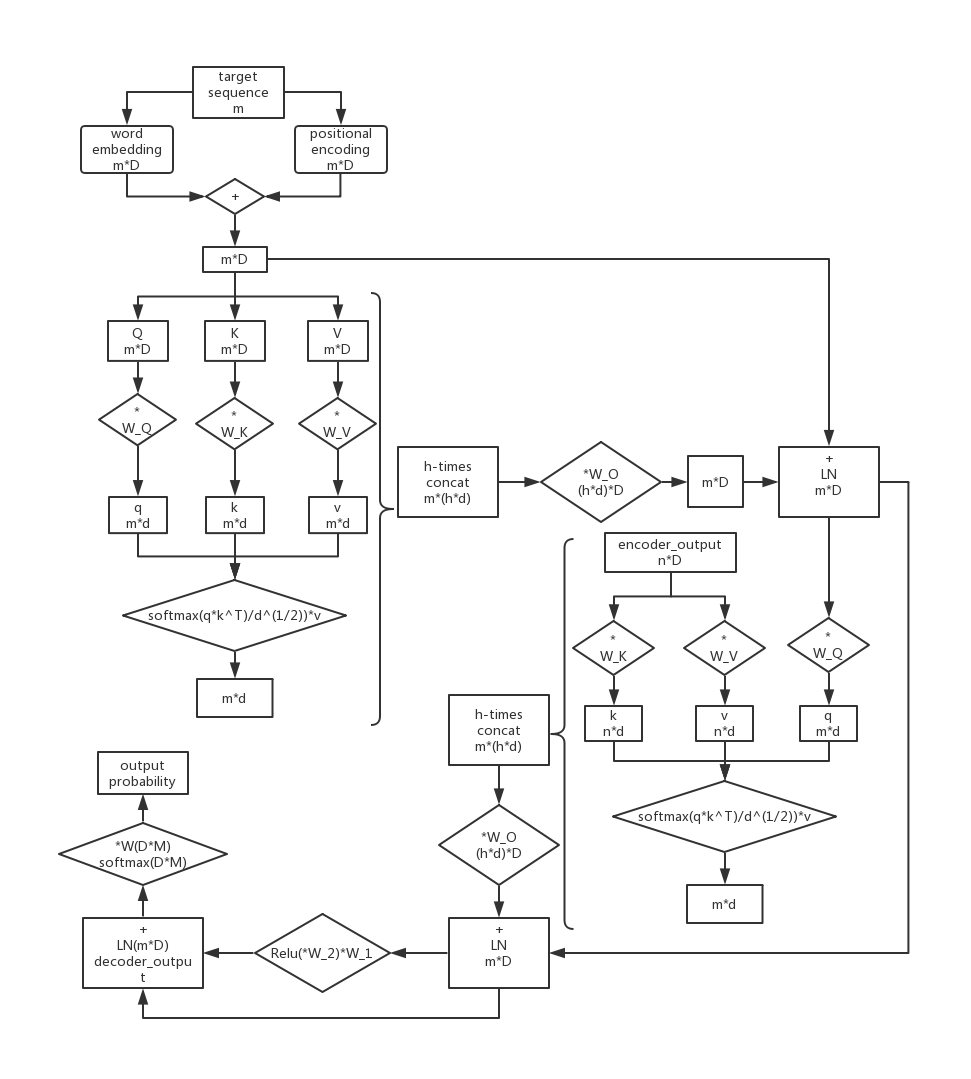 target
sequence
m
word
embedding
m*D
positional
encoding
m*D
+
m*D
Q
m*D
K
m*D
V
m*D
*
W_Q
*
W_K
*
W_V
q
m*d
k
m*d
v
m*d
softmax(q*k^T)/d^(1/2))*v
m*d
h-times
concat
m*(h*d)
*W_O
(h*d)*D
m*D
+
LN
m*D
encoder_output
n*D
*
W_K
*
W_V
*
W_Q
k
n*d
v
n*d
q
m*d
softmax(q*k^T)/d^(1/2))*v
m*d
h-times
concat
m*(h*d)
*W_O
(h*d)*D
+
LN
m*D
Relu(*W_2)*W_1
+
LN(m*D)
decoder_outpu
t
*W(D*M)
softmax(D*M)
output
probability